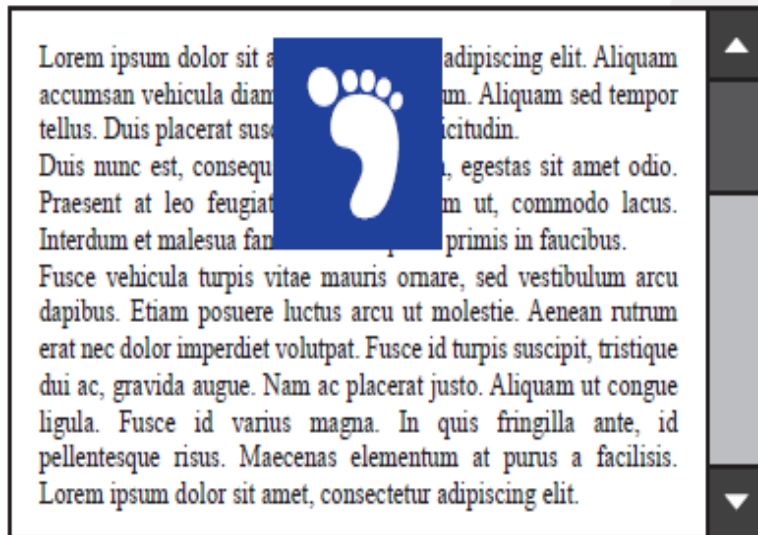 Lorem ipsum dolor sit adipiscing elit. Aliquam
accumsan vehicula diam Aliquam sed tempor
tellus. Duis placerat
Duis nunc est, egestas sit amet odio.
Praesent at leo feugiat ut, commodo lacus.
Interdum et malesua primis in faucibus.
Fusce vehicula turpis vitae mauris ornare, sed vestibulum arcu
dapibus. Etiam posuere luctus arcu ut molestie. Aenean rutrum
erat nec dolor imperdiet volutpat. Fusce id turpis suscipit, tristique
dui ac, gravida augue. Nam ac placerat justo. Aliquam ut congue
ligula. Fusce id varius magna. In quis fringilla ante, id
pellentesque risus. Maecenas elementum at purus a facilisis.
Lorem ipsum dolor sit amet, consectetur adipiscing elit.